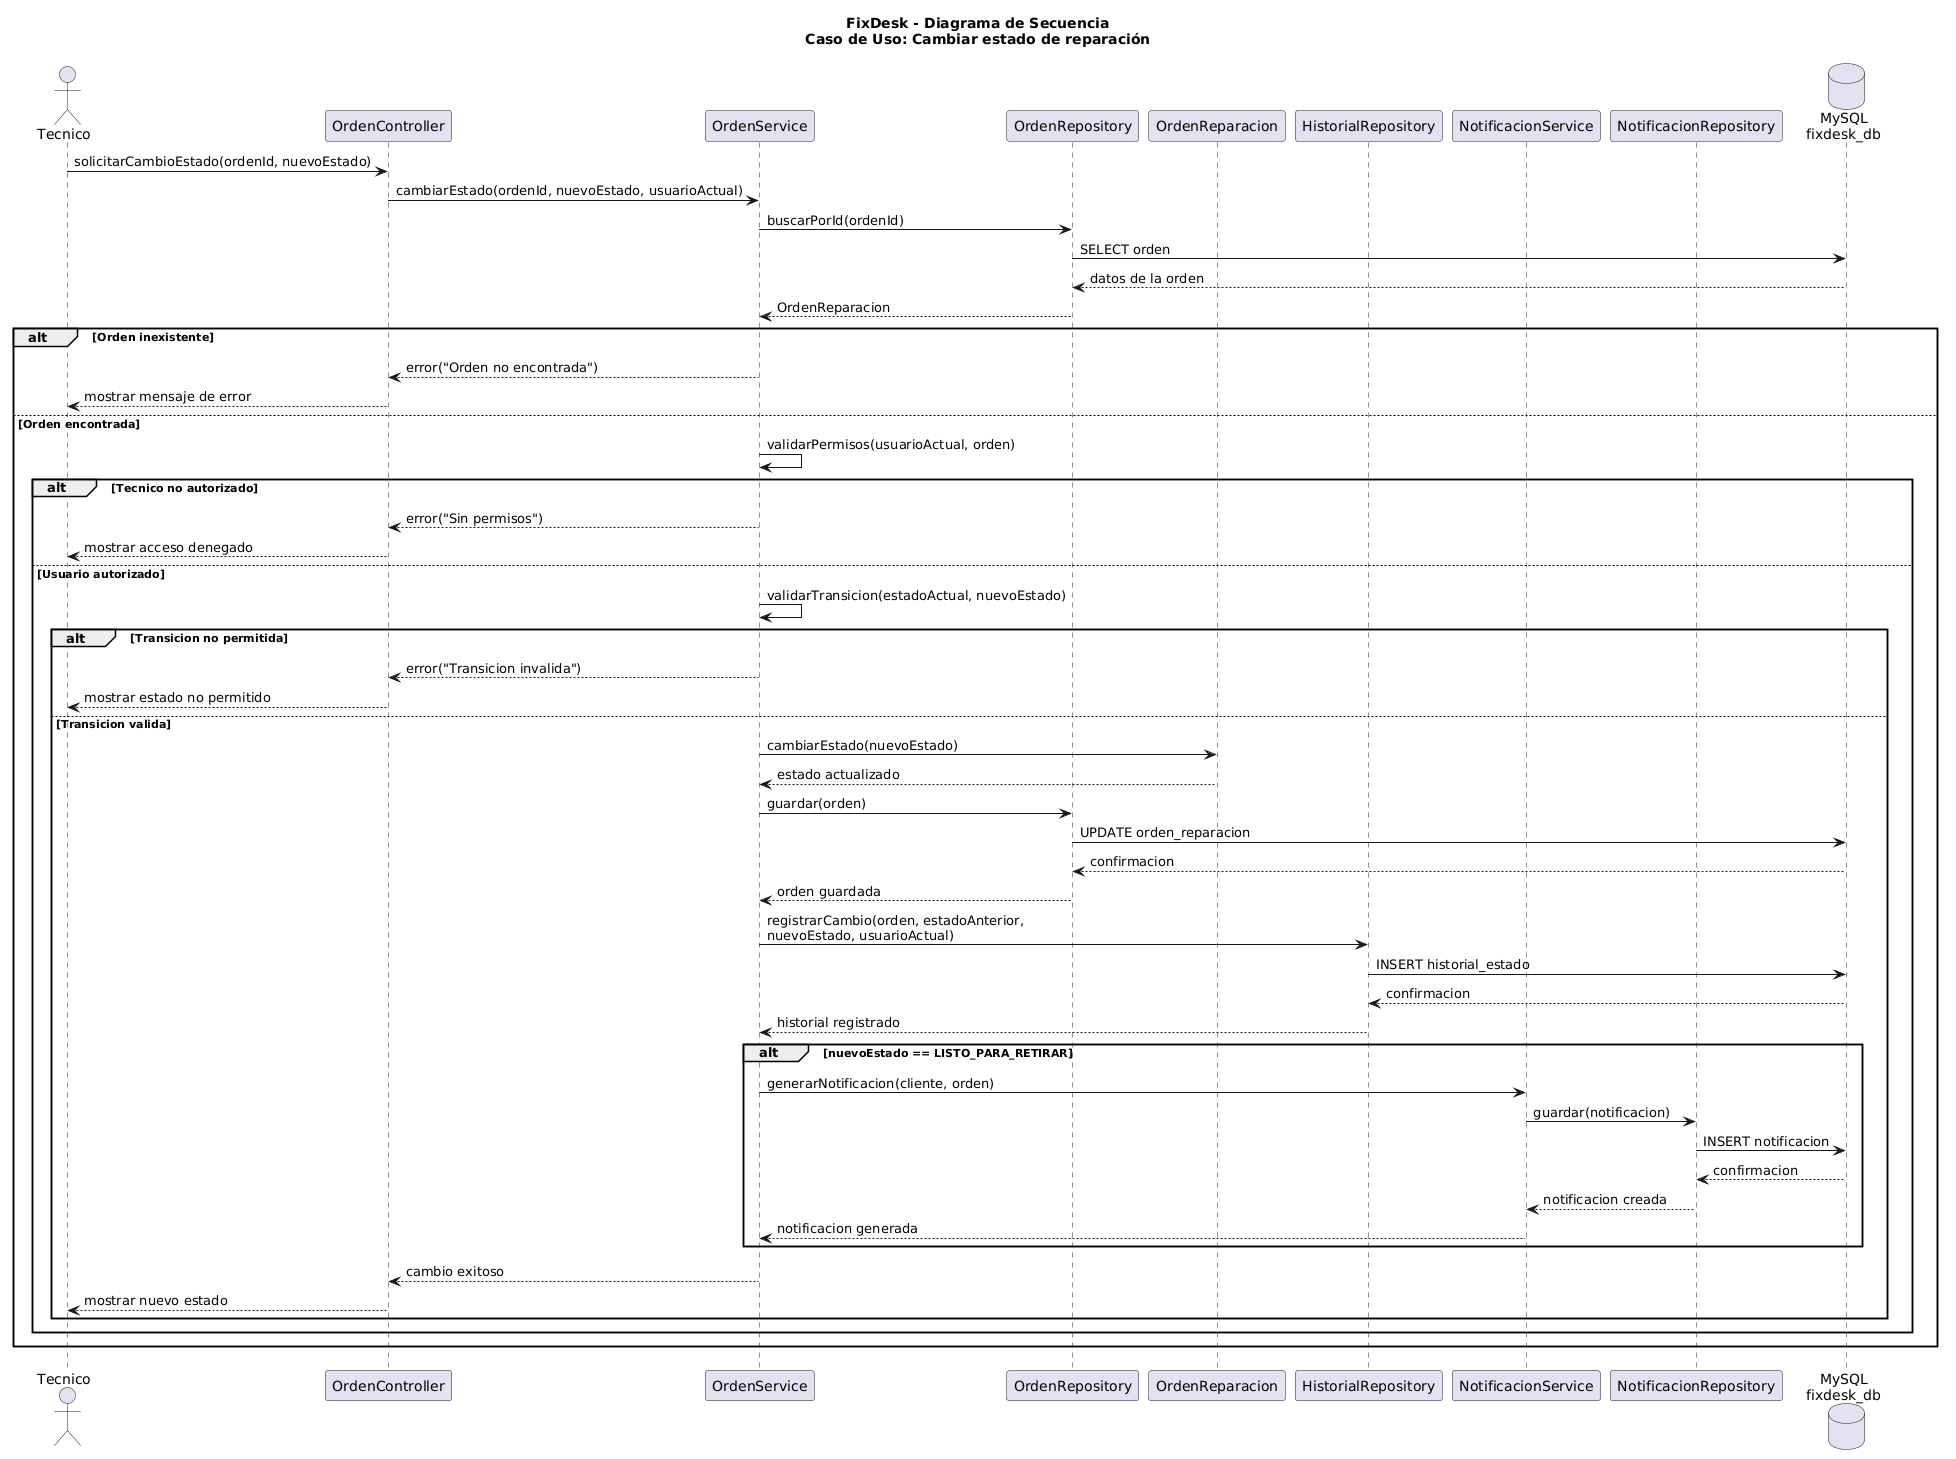 FixDesk - Diagrama de Secuencia
Caso de Uso: Cambiar estado de reparación
Tecnico
OrdenController
OrdenService
OrdenRepository
OrdenReparacion
HistorialRepository
NotificacionService
NotificacionRepository
MySQL
fixdesk_db
solicitarCambioEstado(ordenId, nuevoEstado)
cambiarEstado(ordenId, nuevoEstado, usuarioActual)
buscarPorId(ordenId)
SELECT orden
datos de la orden
OrdenReparacion
alt
[Orden inexistente]
error("Orden no encontrada")
mostrar mensaje de error
[Orden encontrada]
validarPermisos(usuarioActual, orden)
alt
[Tecnico no autorizado]
error("Sin permisos")
mostrar acceso denegado
[Usuario autorizado]
validarTransicion(estadoActual, nuevoEstado)
alt
[Transicion no permitida]
error("Transicion invalida")
mostrar estado no permitido
[Transicion valida]
cambiarEstado(nuevoEstado)
estado actualizado
guardar(orden)
UPDATE orden_reparacion
confirmacion
orden guardada
registrarCambio(orden, estadoAnterior,
nuevoEstado, usuarioActual)
INSERT historial_estado
confirmacion
historial registrado
alt
[nuevoEstado == LISTO_PARA_RETIRAR]
generarNotificacion(cliente, orden)
guardar(notificacion)
INSERT notificacion
confirmacion
notificacion creada
notificacion generada
cambio exitoso
mostrar nuevo estado
Tecnico
OrdenController
OrdenService
OrdenRepository
OrdenReparacion
HistorialRepository
NotificacionService
NotificacionRepository
MySQL
fixdesk_db